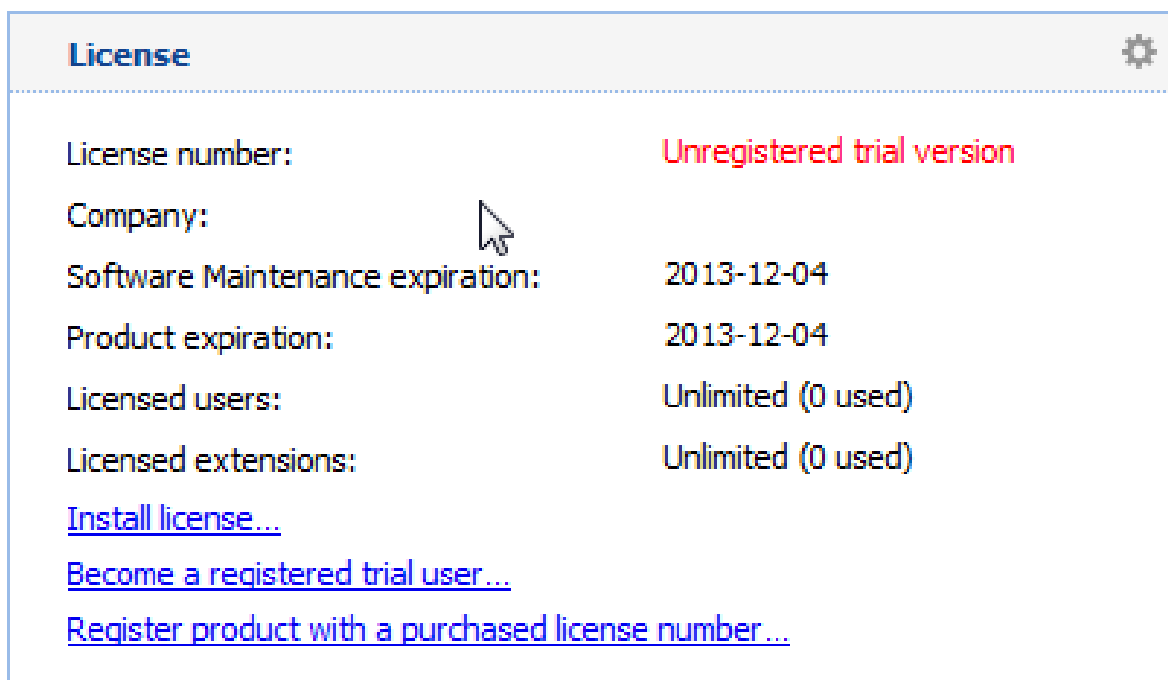 License
License number: Unregistered trial version
Company:
Software Maintenance expiration: 2013-12-04
Product expiration: 2013-12-04
Licensed users: Unlimited (0 used)
Licensed extensions: Unlimited (0 used)
Install license...
Become a registered trial user...
Register product with a purchased license number...